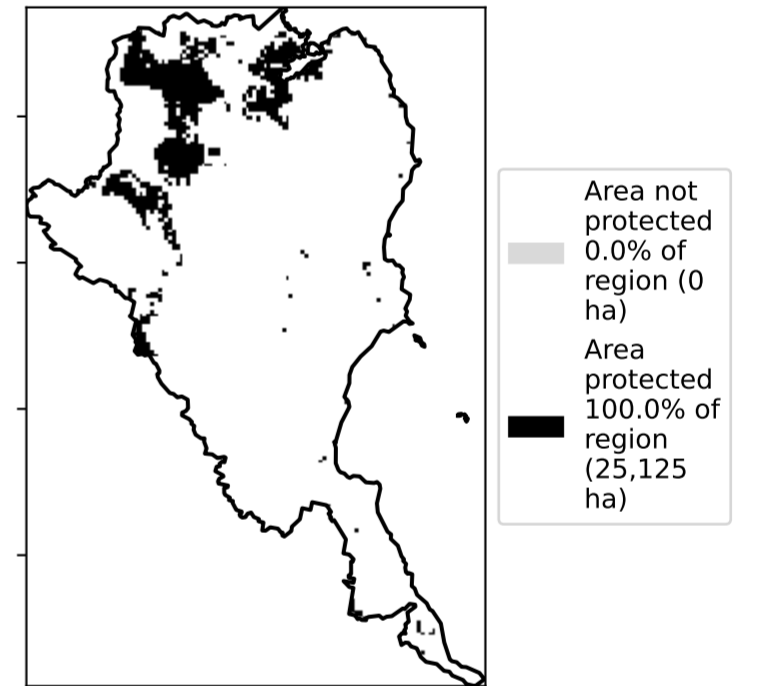 Area not
protected
0.0% of
region (0
ha)
Area
protected
100.0% of
region
(25,125
ha)